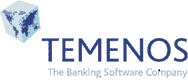 TEMENOS
The Banking Software Company